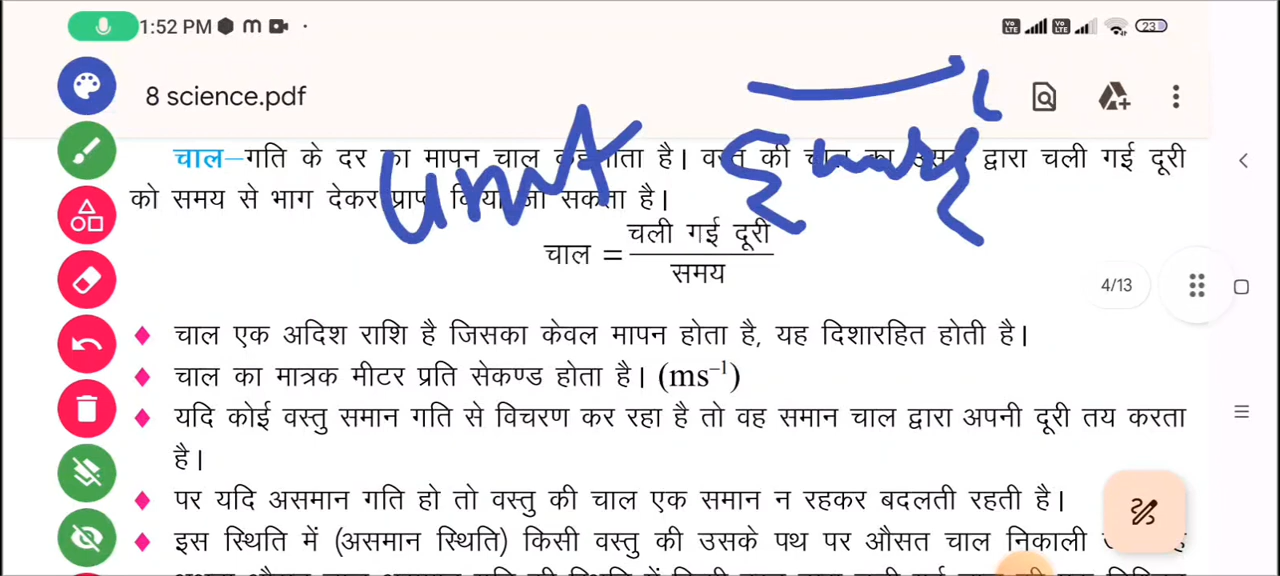 1:52 PM
23
8 science.pdf
चाल–गति के दर का मापन चाल कहलाता है। वस्तु की चाल का उसके द्वारा चली गई दूरी
को समय से भाग देकर प्राप्त किया जा सकता है।
unit
चाल = चली गई दूरी
समय
4/13
चाल एक अदिश राशि है जिसका केवल मापन होता है, यह दिशारहित होती है।
चाल का मात्रक मीटर प्रति सेकण्ड होता है। (ms⁻¹)
यदि कोई वस्तु समान गति से विचरण कर रहा है तो वह समान चाल द्वारा अपनी दूरी तय करता
है।
पर यदि असमान गति हो तो वस्तु की चाल एक समान न रहकर बदलती रहती है।
इस स्थिति में (असमान स्थिति) किसी वस्तु की उसके पथ पर औसत चाल निकाली